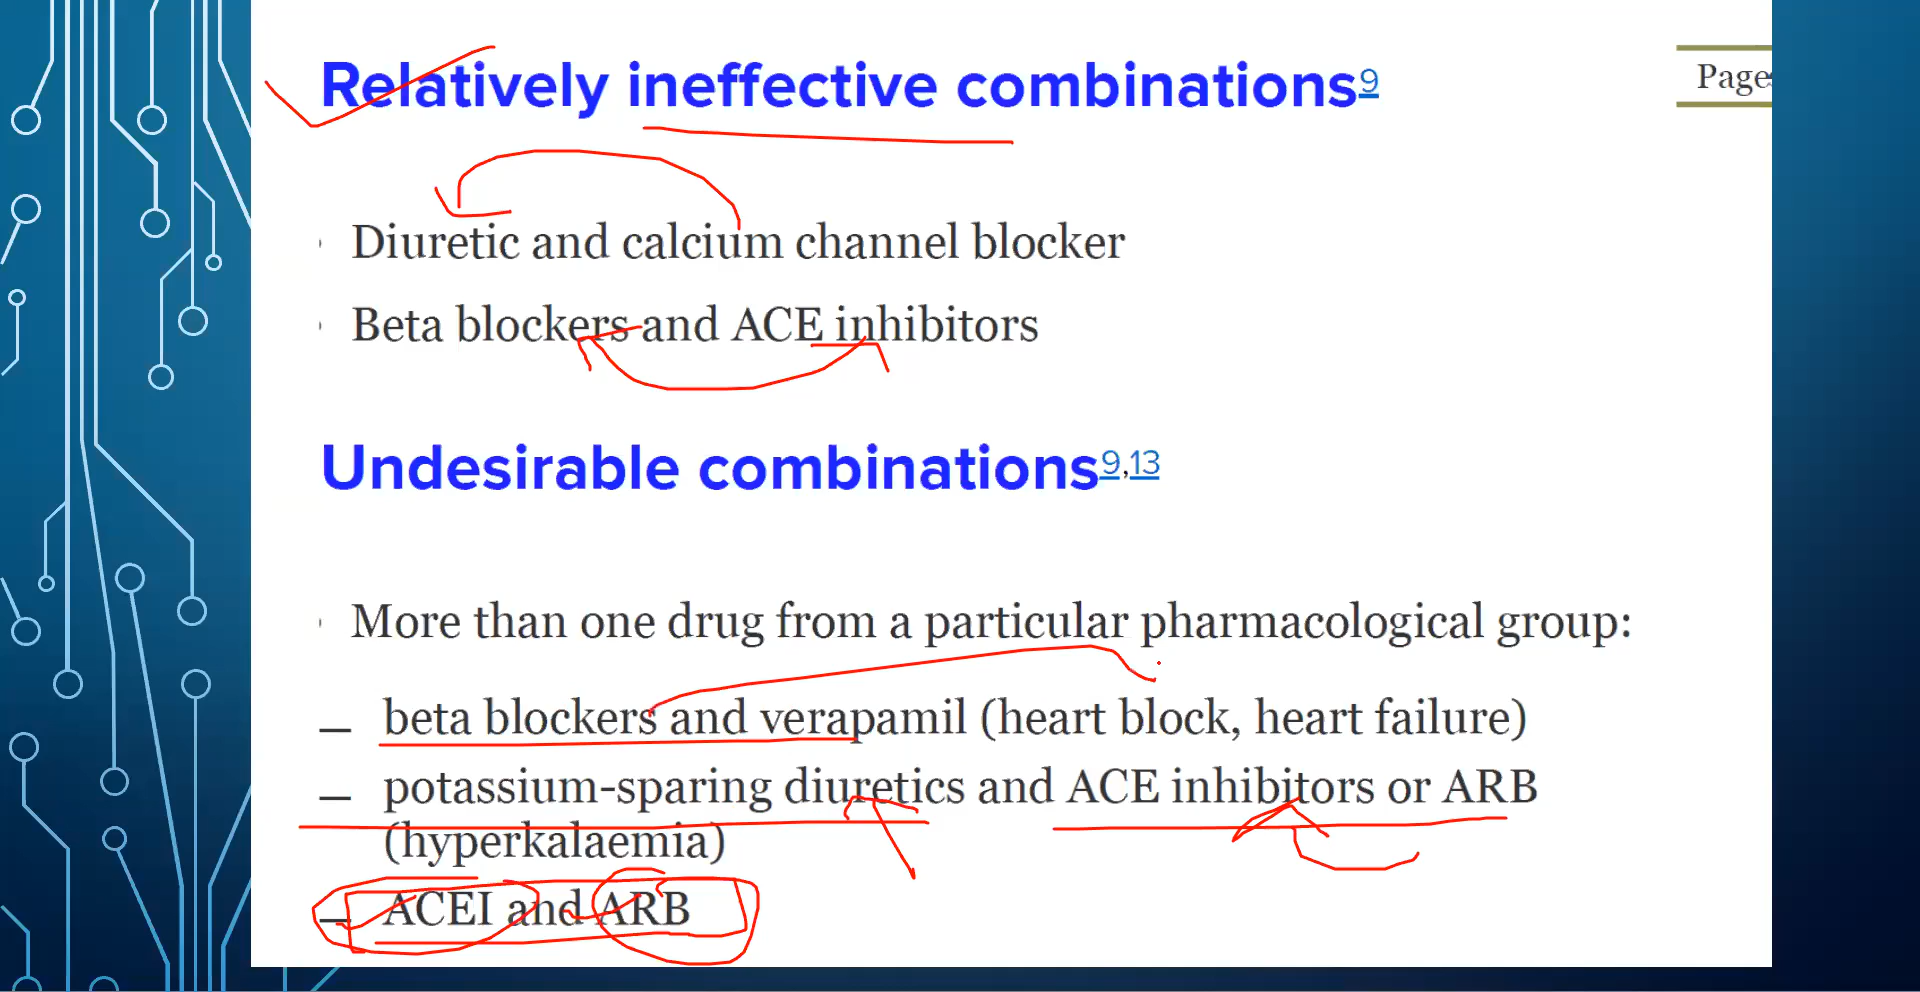 Relatively ineffective combinations9
Page
Diuretic and calcium channel blocker
Beta blockers and ACE inhibitors
Undesirable combinations9,13
More than one drug from a particular pharmacological group:
– beta blockers and verapamil (heart block, heart failure)
– potassium-sparing diuretics and ACE inhibitors or ARB
(hyperkalaemia)
– ACEI and ARB